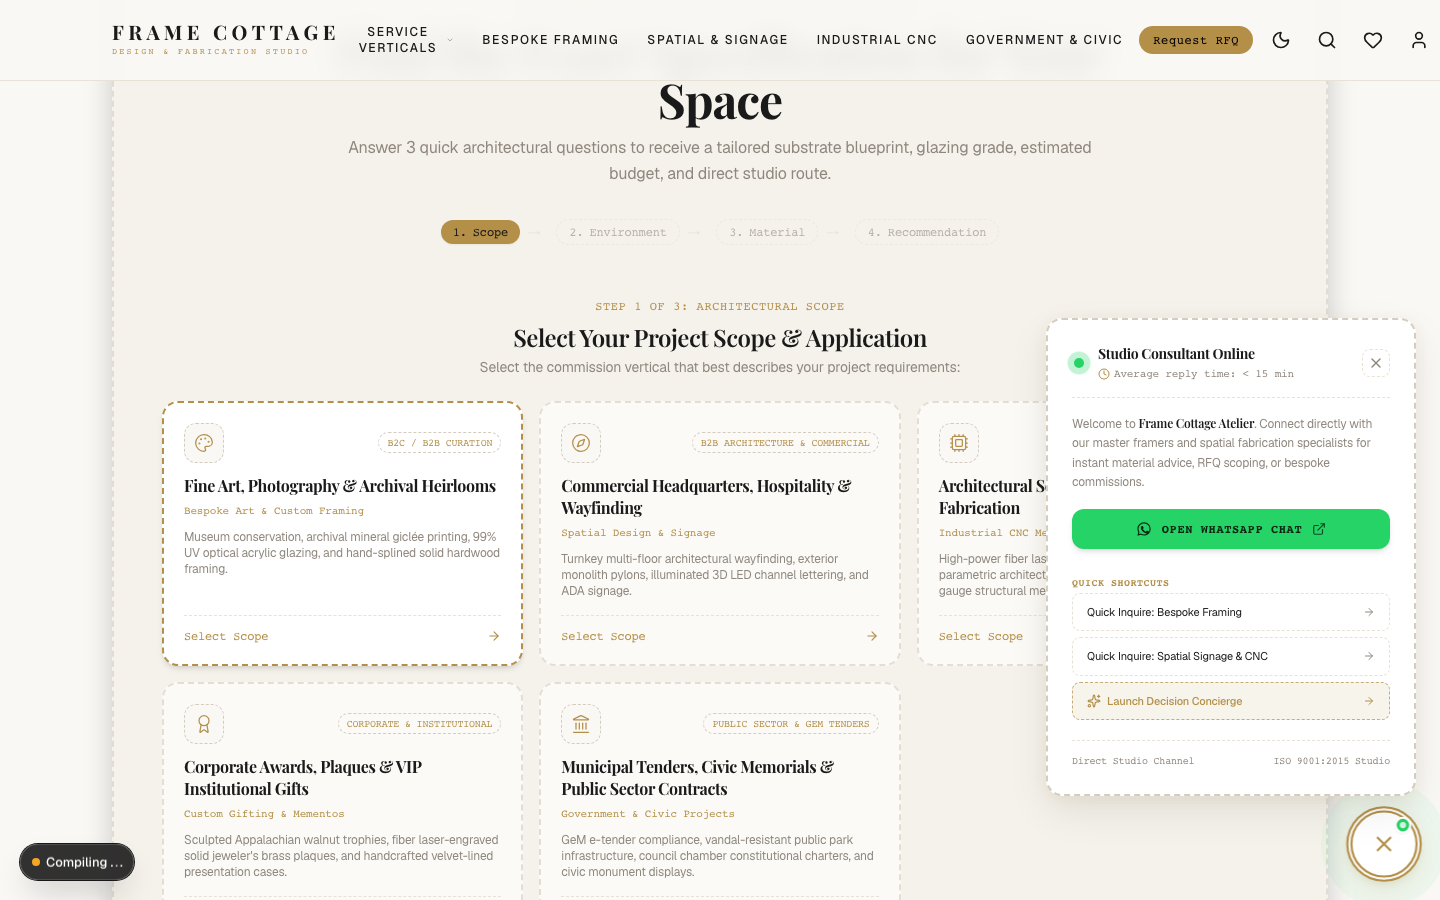 FRAME COTTAGE
DESIGN & FABRICATION STUDIO
SERVICE
VERTICALS
BESPOKE FRAMING
SPATIAL & SIGNAGE
INDUSTRIAL CNC
GOVERNMENT & CIVIC
Request RFQ
Space
Answer 3 quick architectural questions to receive a tailored substrate blueprint, glazing grade, estimated
budget, and direct studio route.
1. Scope → 2. Environment → 3. Material → 4. Recommendation
STEP 1 OF 3: ARCHITECTURAL SCOPE
Select Your Project Scope & Application
Select the commission vertical that best describes your project requirements:
B2C / B2B CURATION
Fine Art, Photography & Archival Heirlooms
Bespoke Art & Custom Framing
Museum conservation, archival mineral giclée printing, 99%
UV optical acrylic glazing, and hand-splined solid hardwood
framing.
Select Scope →
B2B ARCHITECTURE & COMMERCIAL
Commercial Headquarters, Hospitality &
Wayfinding
Spatial Design & Signage
Turnkey multi-floor architectural wayfinding, exterior
monolith pylons, illuminated 3D LED channel lettering, and
ADA signage.
Select Scope →
Architectural
Fabrication
Industrial CNC
High-power fiber
parametric
gauge structural
Select Scope
CORPORATE & INSTITUTIONAL
Corporate Awards, Plaques & VIP
Institutional Gifts
Custom Gifting & Mementos
Sculpted Appalachian walnut trophies, fiber laser-engraved
solid jeweler's brass plaques, and handcrafted velvet-lined
presentation cases.
PUBLIC SECTOR & GEM TENDERS
Municipal Tenders, Civic Memorials &
Public Sector Contracts
Government & Civic Projects
GeM e-tender compliance, vandal-resistant public park
infrastructure, council chamber constitutional charters, and
civic monument displays.
Studio Consultant Online
Average reply time: < 15 min
Welcome to Frame Cottage Atelier. Connect directly with
our master framers and spatial fabrication specialists for
instant material advice, RFQ scoping, or bespoke
commissions.
OPEN WHATSAPP CHAT
QUICK SHORTCUTS
Quick Inquire: Bespoke Framing →
Quick Inquire: Spatial Signage & CNC →
Launch Decision Concierge →
Direct Studio Channel
ISO 9001:2015 Studio
Compiling ...